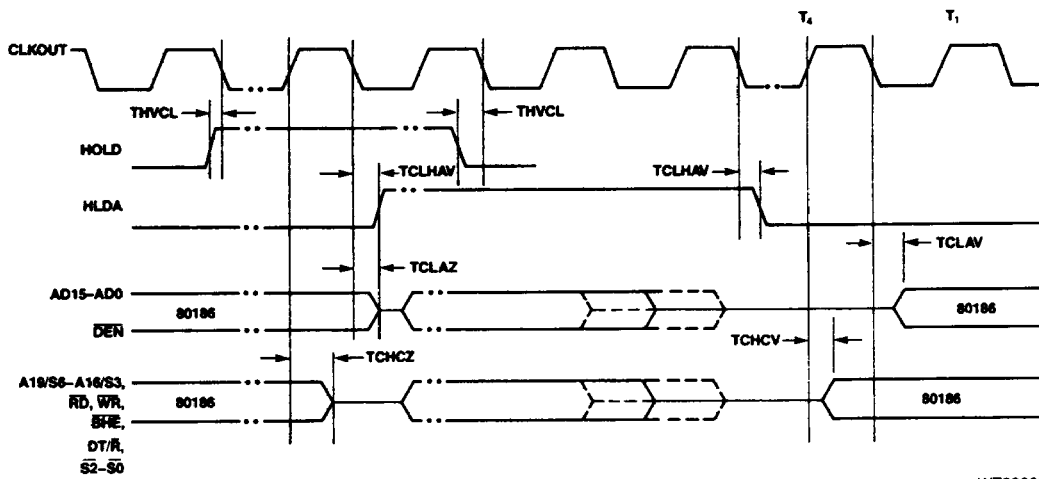 T4 T1
CLKOUT
THVCL THVCL
HOLD
TCLHAV TCLHAV
HLDA
TCLAV
TCLAZ
AD15–AD0
80186 80186
DEN
TCHCV
TCHCZ
A19/S6–A16/S3,
RD, WR, 80186 80186
BHE,
DT/R,
S2–S0